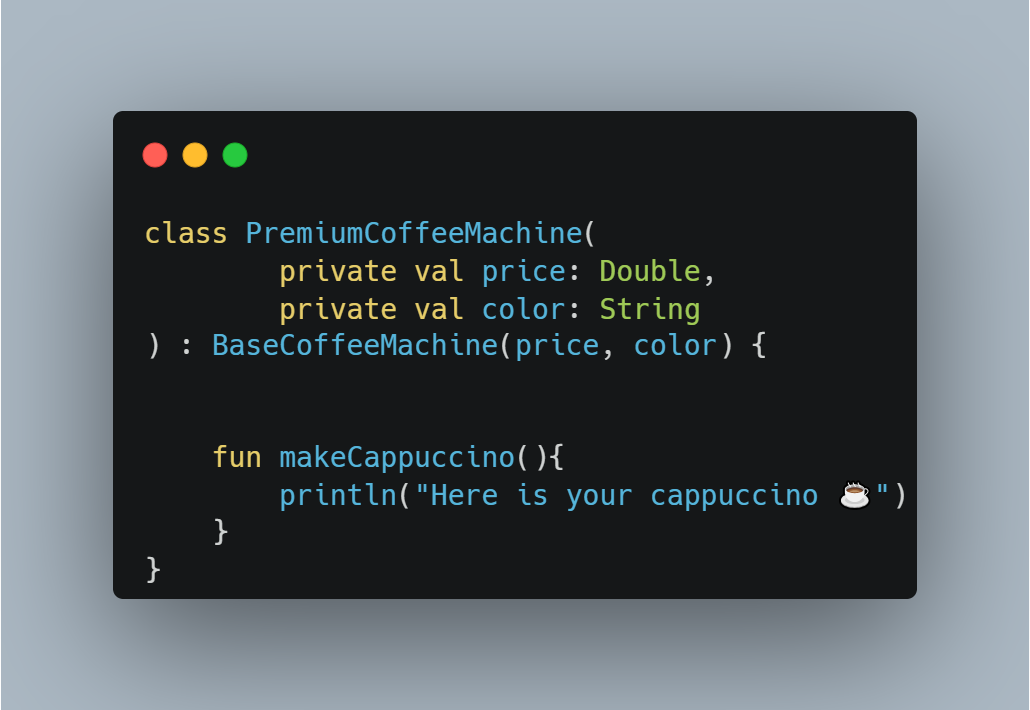 class PremiumCoffeeMachine(
        private val price: Double,
        private val color: String
) : BaseCoffeeMachine(price, color) {
    fun makeCappuccino(){
        println("Here is your cappuccino ☕")
    }
}